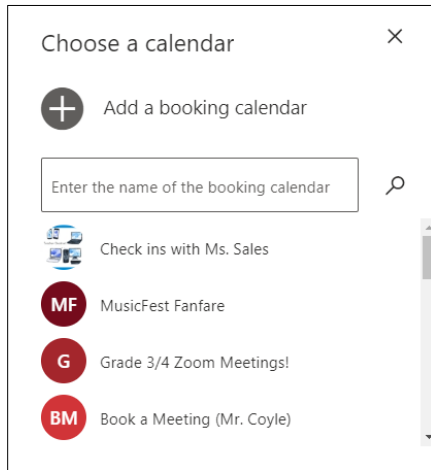 Choose a calendar
Add a booking calendar
Enter the name of the booking calendar
Check ins with Ms. Sales
MF MusicFest Fanfare
G Grade 3/4 Zoom Meetings!
BM Book a Meeting (Mr. Coyle)